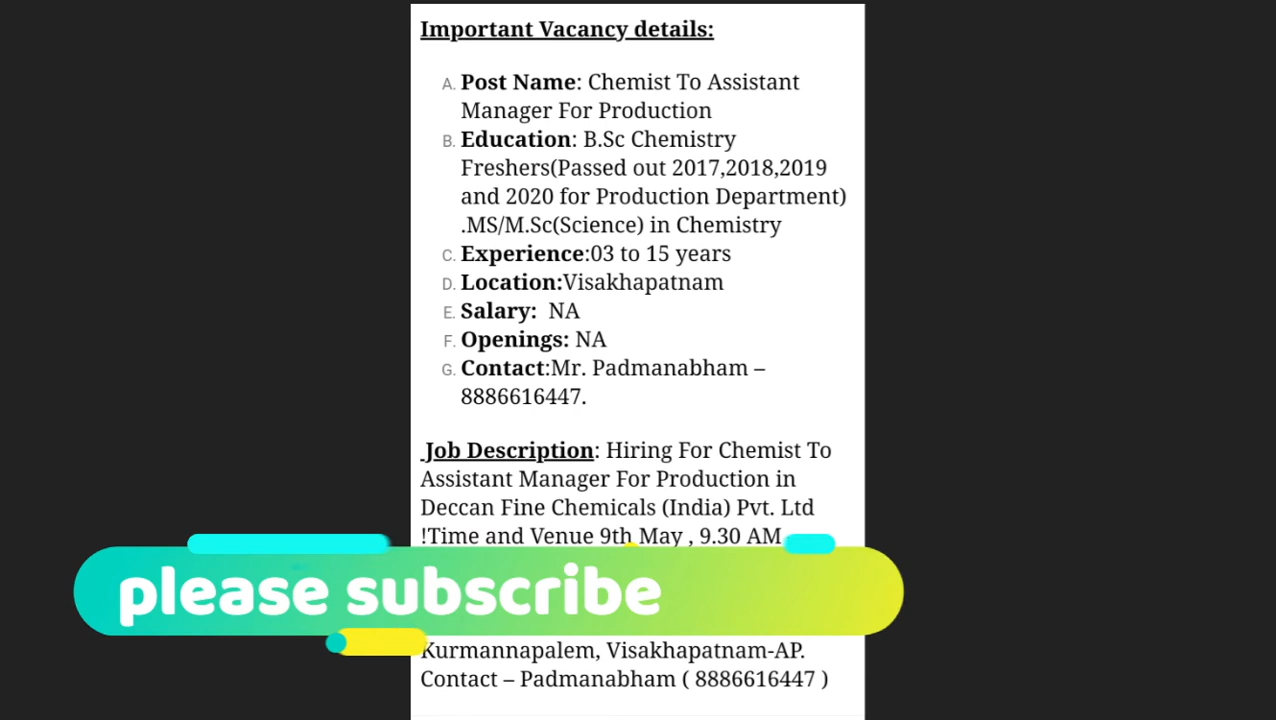 Important Vacancy details:
A. Post Name: Chemist To Assistant
Manager For Production
B. Education: B.Sc Chemistry
Freshers(Passed out 2017,2018,2019
and 2020 for Production Department)
.MS/M.Sc(Science) in Chemistry
C. Experience:03 to 15 years
D. Location:Visakhapatnam
E. Salary: NA
F. Openings: NA
G. Contact:Mr. Padmanabham –
8886616447.
Job Description: Hiring For Chemist To
Assistant Manager For Production in
Deccan Fine Chemicals (India) Pvt. Ltd
!Time and Venue 9th May , 9.30 AM
please subscribe
Kurmannapalem, Visakhapatnam-AP.
Contact – Padmanabham ( 8886616447 )